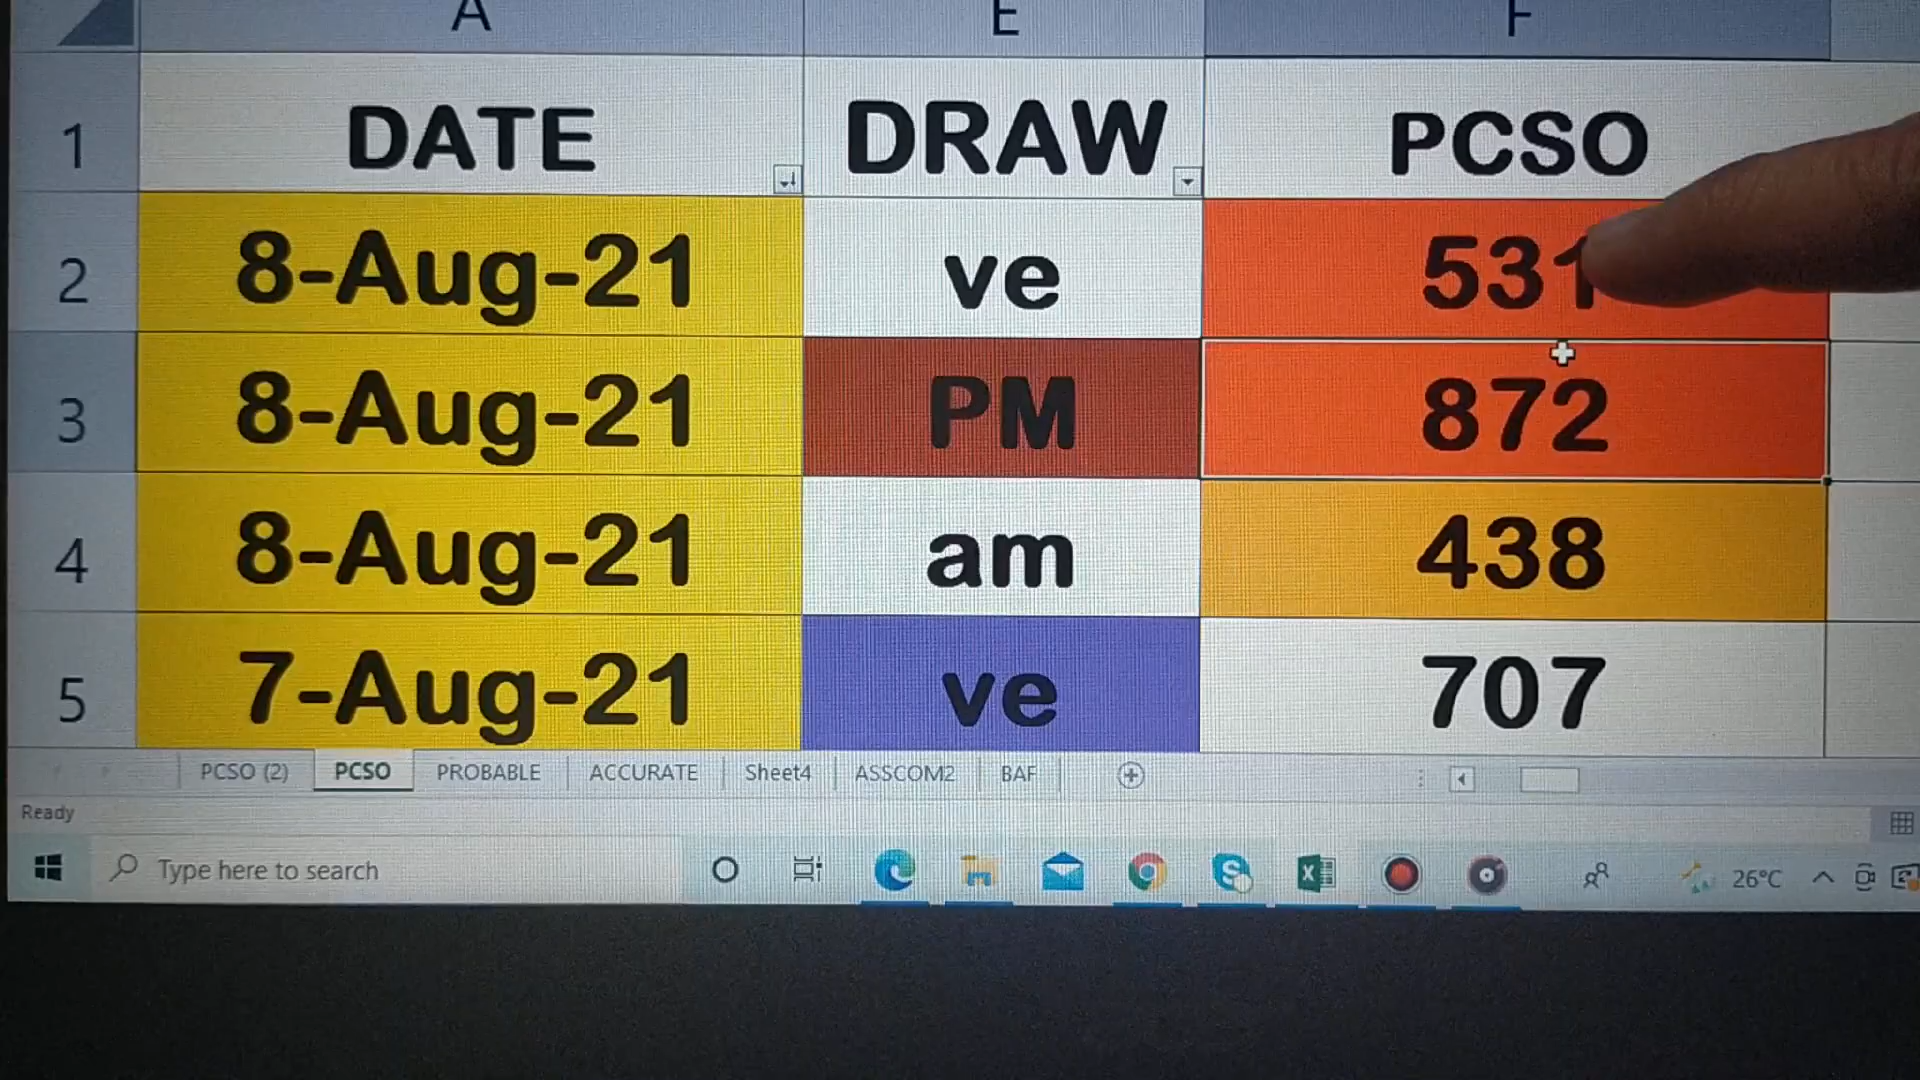 A E F
1 DATE DRAW PCSO
2 8-Aug-21 ve 531
3 8-Aug-21 PM 872
4 8-Aug-21 am 438
5 7-Aug-21 ve 707
PCSO (2) PCSO PROBABLE ACCURATE Sheet4 ASSCOM2 BAF
Ready
Type here to search 26°C